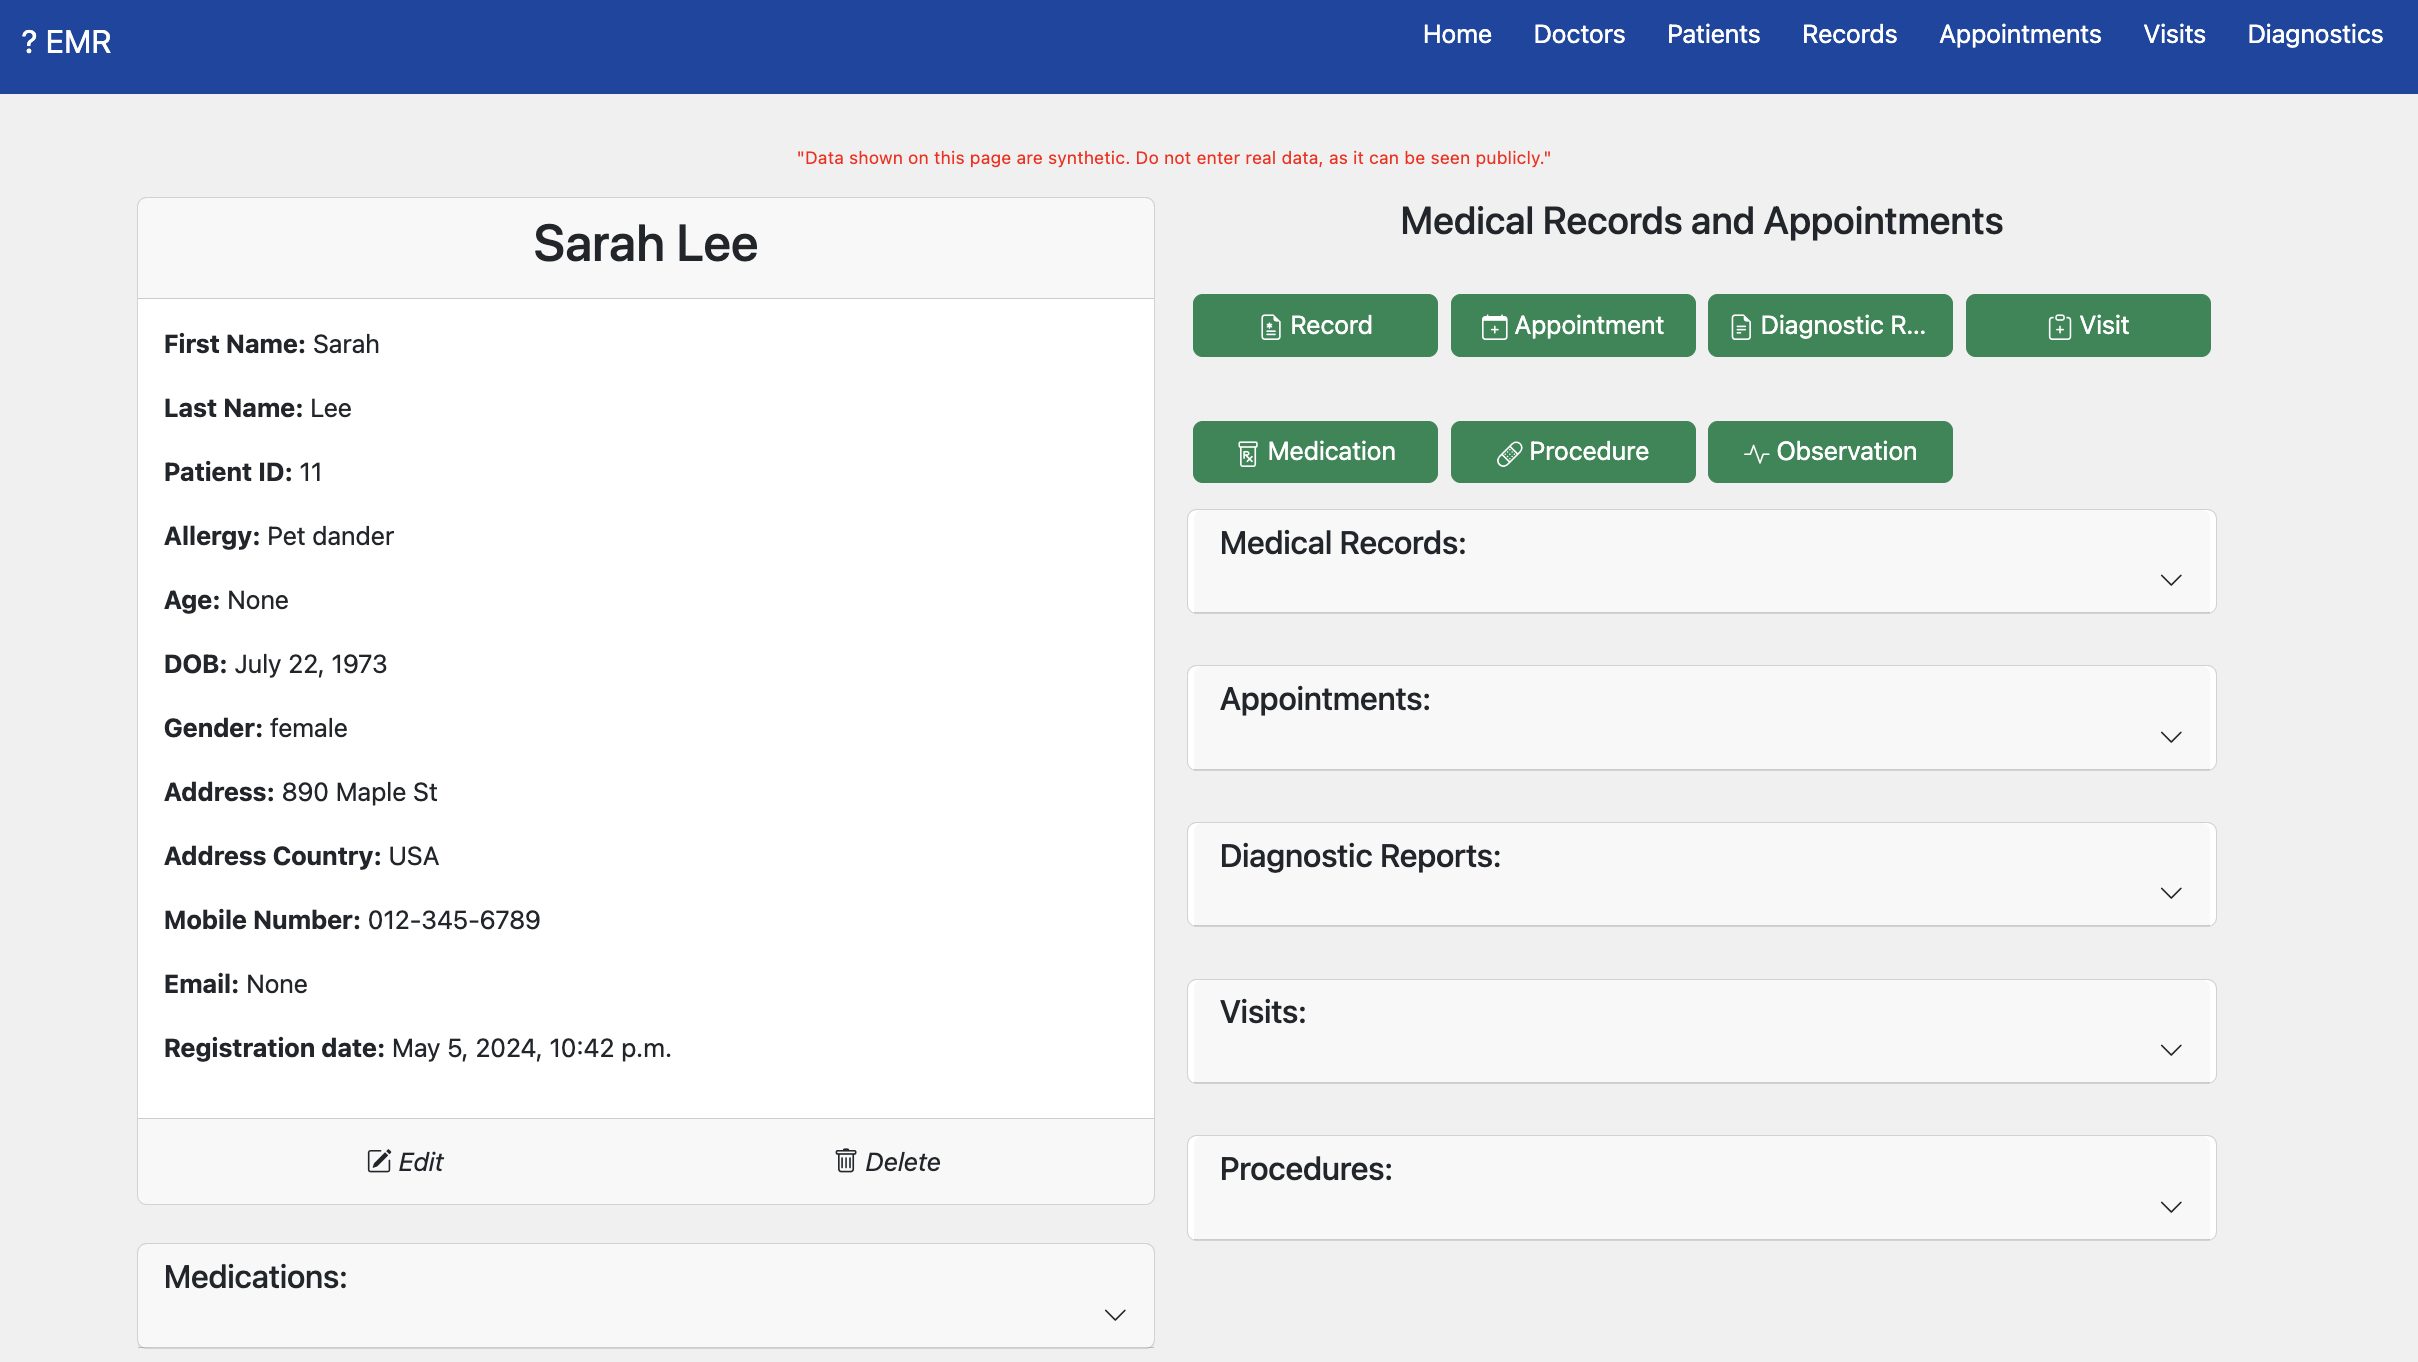 ? EMR
Home Doctors Patients Records Appointments Visits Diagnostics
"Data shown on this page are synthetic. Do not enter real data, as it can be seen publicly."
Sarah Lee
First Name: Sarah
Last Name: Lee
Patient ID: 11
Allergy: Pet dander
Age: None
DOB: July 22, 1973
Gender: female
Address: 890 Maple St
Address Country: USA
Mobile Number: 012-345-6789
Email: None
Registration date: May 5, 2024, 10:42 p.m.
Edit Delete
Medications:
Medical Records and Appointments
Record Appointment Diagnostic R... Visit
Medication Procedure Observation
Medical Records:
Appointments:
Diagnostic Reports:
Visits:
Procedures: